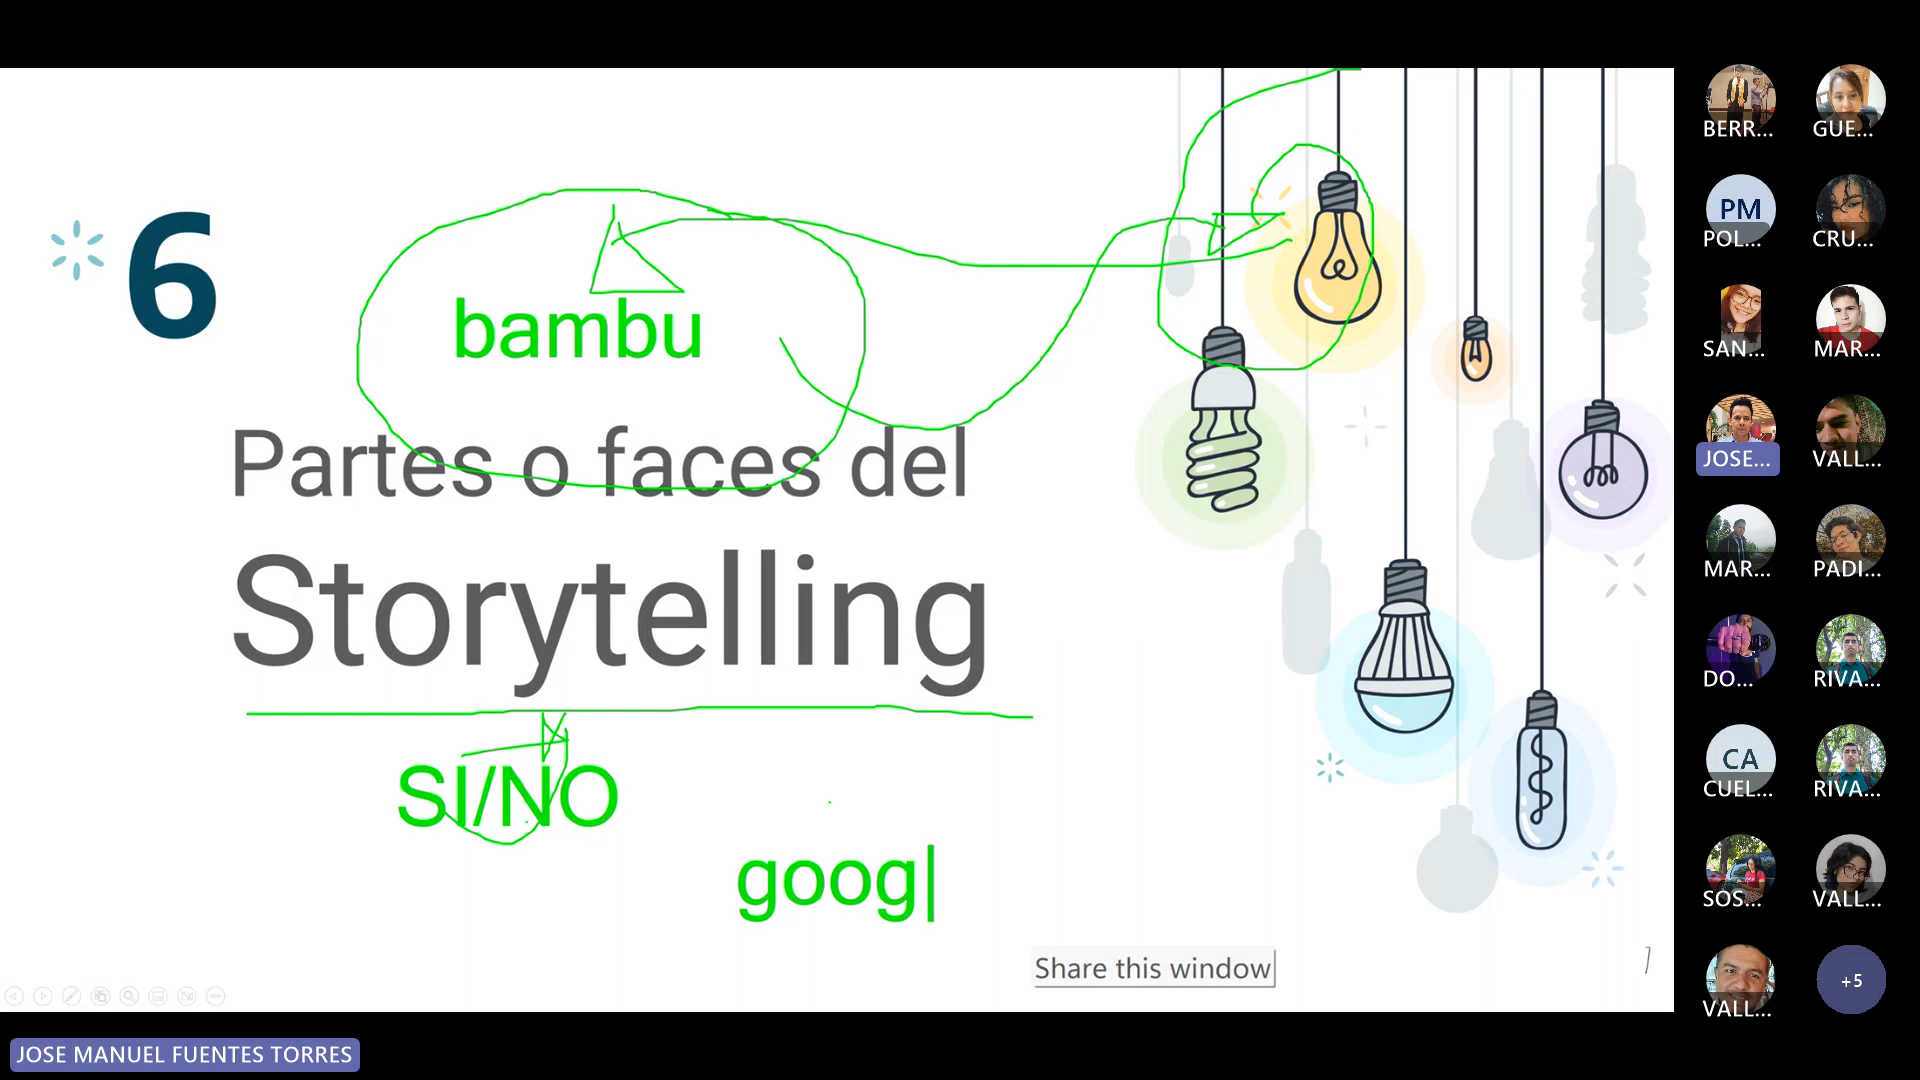 6
bambu
Partes o faces del
Storytelling
SI/NO
goog
Share this window
1
BERR...
GUE...
PM
POL...
CRU...
SAN...
MAR...
JOSE...
VALL...
MAR...
PADI...
DO...
RIVA...
CA
CUEL...
RIVA...
SOS...
VALL...
VALL...
+5
JOSE MANUEL FUENTES TORRES